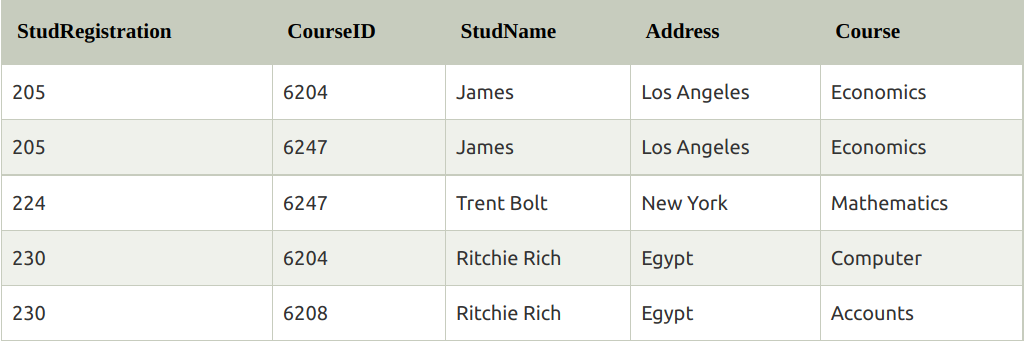 StudRegistration CourseID StudName Address Course
205 6204 James Los Angeles Economics
205 6247 James Los Angeles Economics
224 6247 Trent Bolt New York Mathematics
230 6204 Ritchie Rich Egypt Computer
230 6208 Ritchie Rich Egypt Accounts